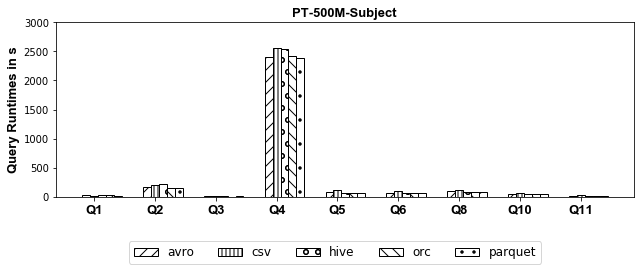 PT-500M-Subject
Query Runtimes in s
3000
2500
2000
1500
1000
500
0
Q1 Q2 Q3 Q4 Q5 Q6 Q8 Q10 Q11
avro csv hive orc parquet